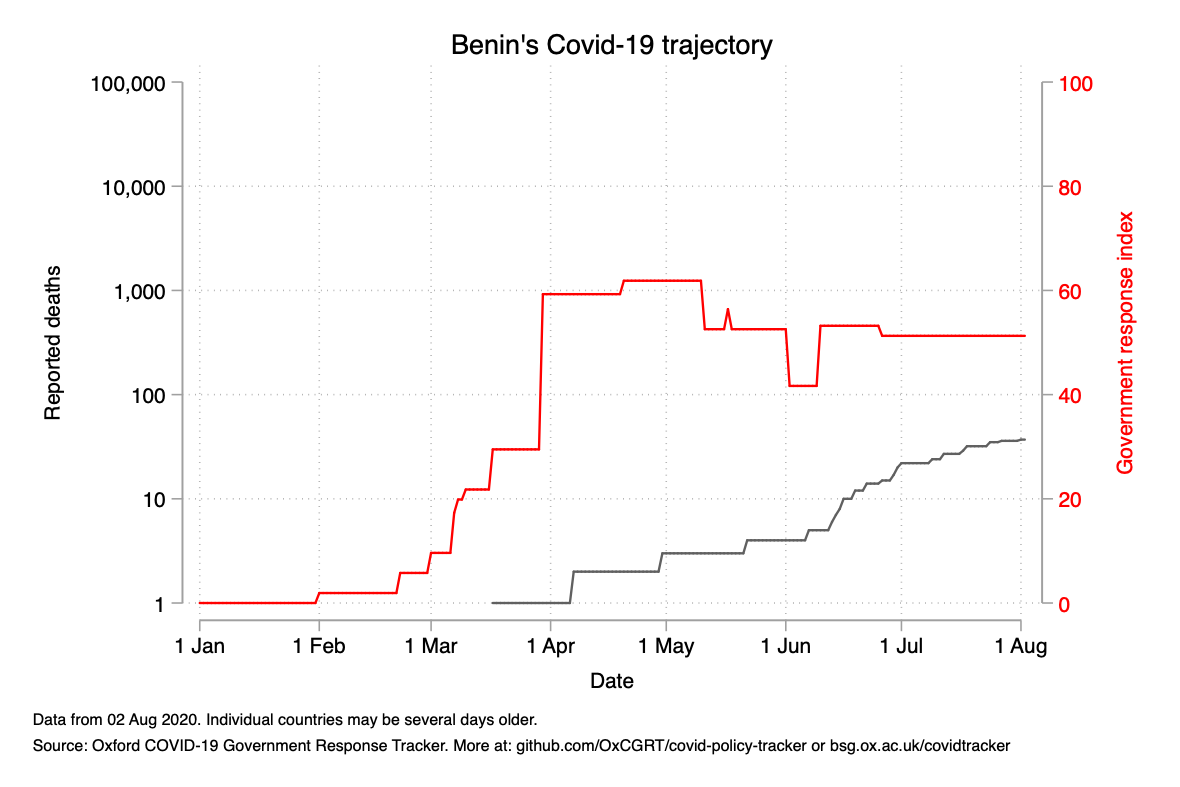 Benin's Covid-19 trajectory
100,000
10,000
1,000
100
10
1
Reported deaths
100
80
60
40
20
0
Government response index
1 Jan 1 Feb 1 Mar 1 Apr 1 May 1 Jun 1 Jul 1 Aug
Date
Data from 02 Aug 2020. Individual countries may be several days older.
Source: Oxford COVID-19 Government Response Tracker. More at: github.com/OxCGRT/covid-policy-tracker or bsg.ox.ac.uk/covidtracker